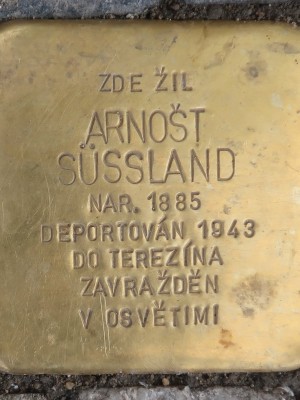 ZDE ŽIL
ARNOŠT
SÜSSLAND
NAR. 1885
DEPORTOVÁN 1943
DO TEREZÍNA
ZAVRAŽDĚN
V OSVĚTIMI